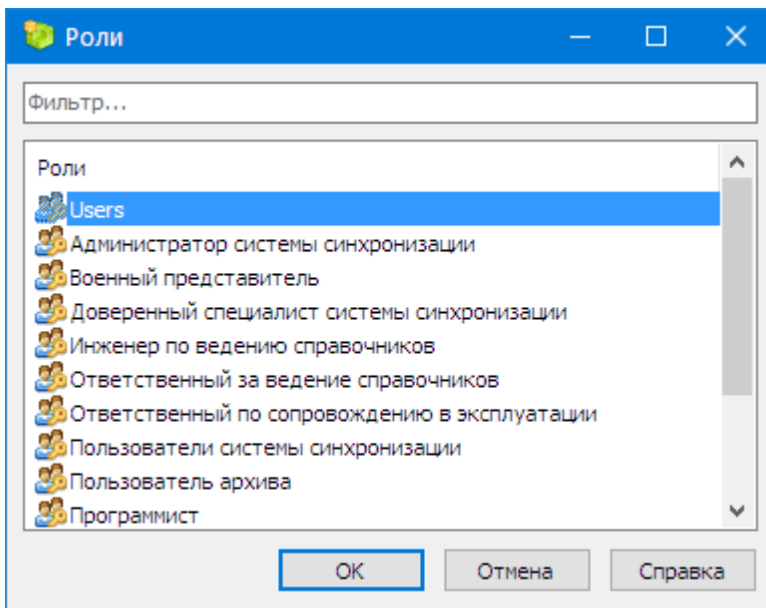 Роли
Фильтр...
Роли
Users
Администратор системы синхронизации
Военный представитель
Доверенный специалист системы синхронизации
Инженер по ведению справочников
Ответственный за ведение справочников
Ответственный по сопровождению в эксплуатации
Пользователи системы синхронизации
Пользователь архива
Программист
OK Отмена Справка